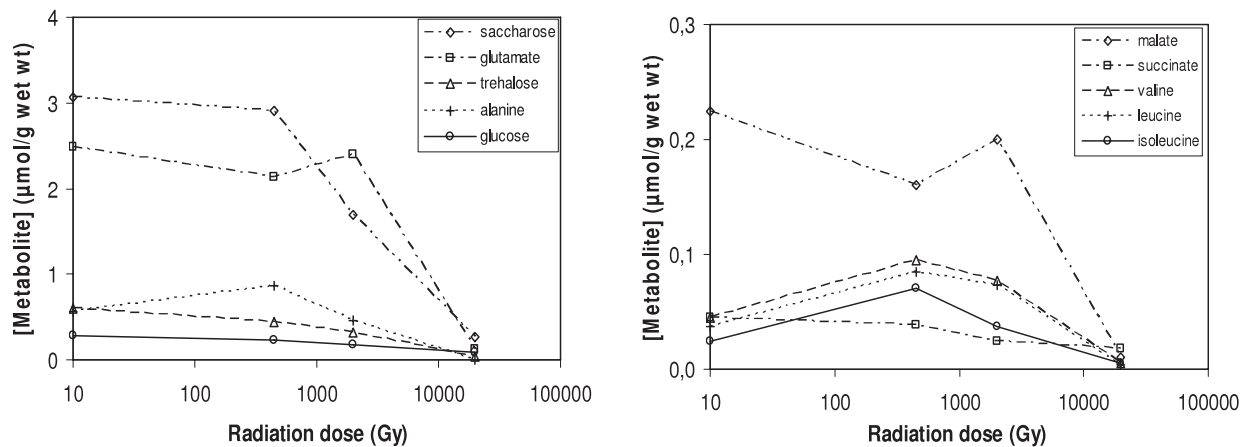 [Metabolite] (μmol/g wet wt)
4
3
2
1
0
saccharose
glutamate
trehalose
alanine
glucose
10 100 1000 10000 100000
Radiation dose (Gy)
[Metabolite] (μmol/g wet wt)
0,3
0,2
0,1
0,0
malate
succinate
valine
leucine
isoleucine
10 100 1000 10000 100000
Radiation dose (Gy)